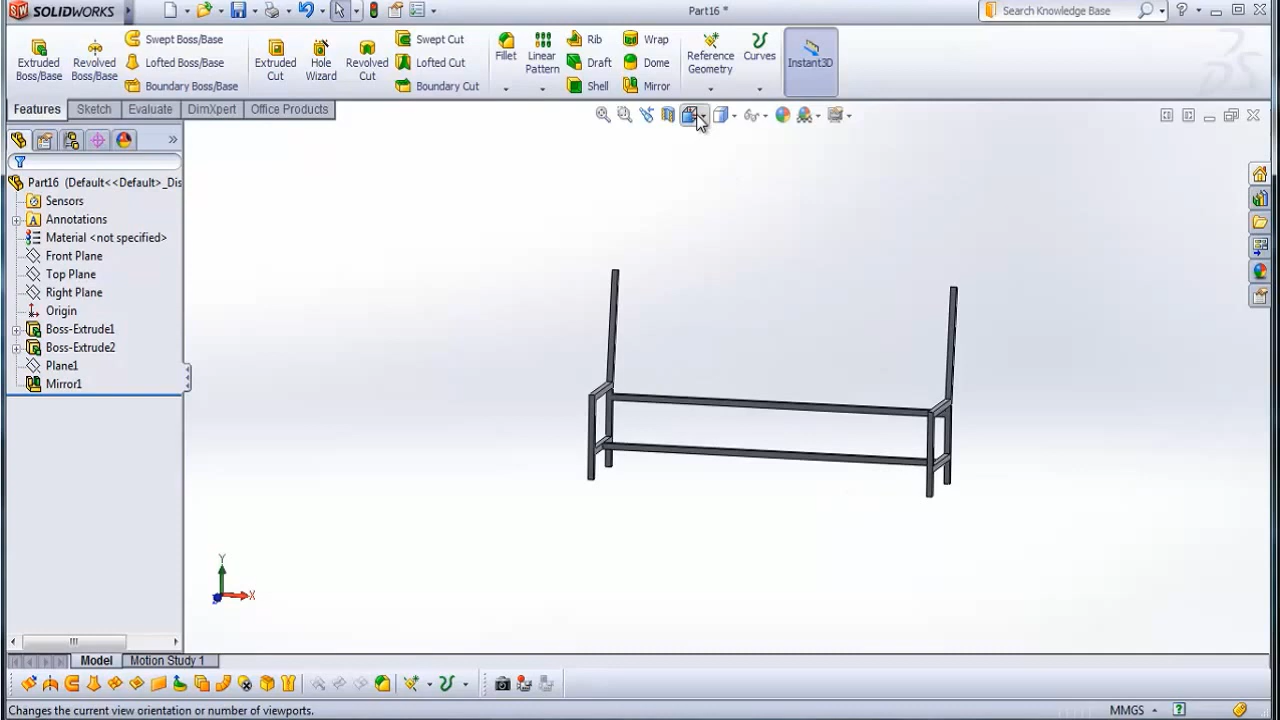 SOLIDWORKS
Part16 *
Search Knowledge Base
Extruded Boss/Base
Revolved Boss/Base
Swept Boss/Base
Lofted Boss/Base
Boundary Boss/Base
Extruded Cut
Hole Wizard
Revolved Cut
Swept Cut
Lofted Cut
Boundary Cut
Fillet
Linear Pattern
Rib
Draft
Shell
Wrap
Dome
Mirror
Reference Geometry
Curves
Instant3D
Features
Sketch
Evaluate
DimXpert
Office Products
Part16 (Default<<Default>_Dis
Sensors
Annotations
Material <not specified>
Front Plane
Top Plane
Right Plane
Origin
Boss-Extrude1
Boss-Extrude2
Plane1
Mirror1
Y
X
Model
Motion Study 1
Changes the current view orientation or number of viewports.
MMGS